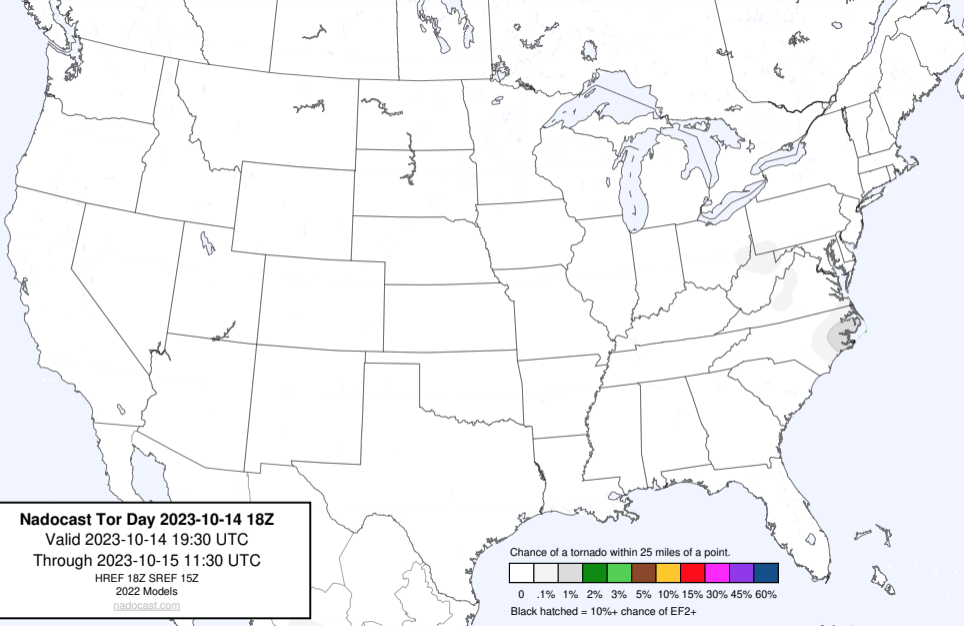 Nadocast Tor Day 2023-10-14 18Z
Valid 2023-10-14 19:30 UTC
Through 2023-10-15 11:30 UTC
HREF 18Z SREF 15Z
2022 Models
nadocast.com
Chance of a tornado within 25 miles of a point.
0 .1% 1% 2% 3% 5% 10% 15% 30% 45% 60%
Black hatched = 10%+ chance of EF2+